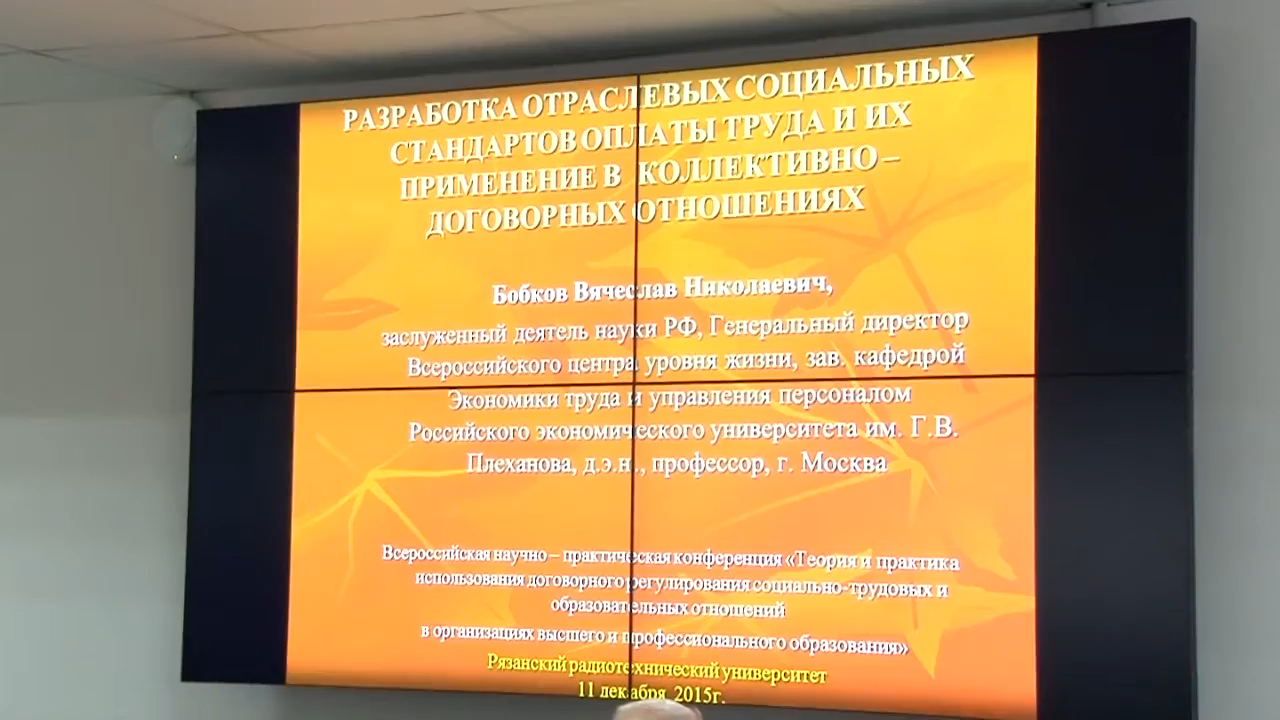 РАЗРАБОТКА ОТРАСЛЕВЫХ СОЦИАЛЬНЫХ
СТАНДАРТОВ ОПЛАТЫ ТРУДА И ИХ
ПРИМЕНЕНИЕ В КОЛЛЕКТИВНО –
ДОГОВОРНЫХ ОТНОШЕНИЯХ
Бобков Вячеслав Николаевич,
заслуженный деятель науки РФ, Генеральный директор
Всероссийского центра уровня жизни, зав. кафедрой
Экономики труда и управления персоналом
Российского экономического университета им. Г.В.
Плеханова, д.э.н., профессор, г. Москва
Всероссийская научно – практическая конференция «Теория и практика
использования договорного регулирования социально-трудовых и
образовательных отношений
в организациях высшего и профессионального образования»
Рязанский радиотехнический университет
11 декабря 2015г.